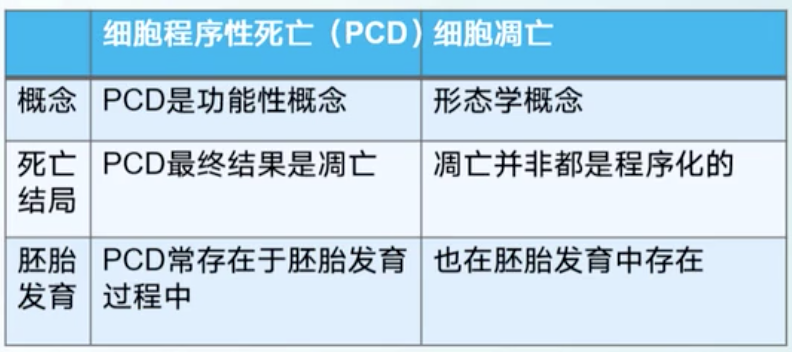 细胞程序性死亡（PCD）细胞凋亡
概念 PCD是功能性概念 形态学概念
死亡 PCD最终结果是凋亡 凋亡并非都是程序化的
结局
胚胎 PCD常存在于胚胎发育 也在胚胎发育中存在
发育 过程中